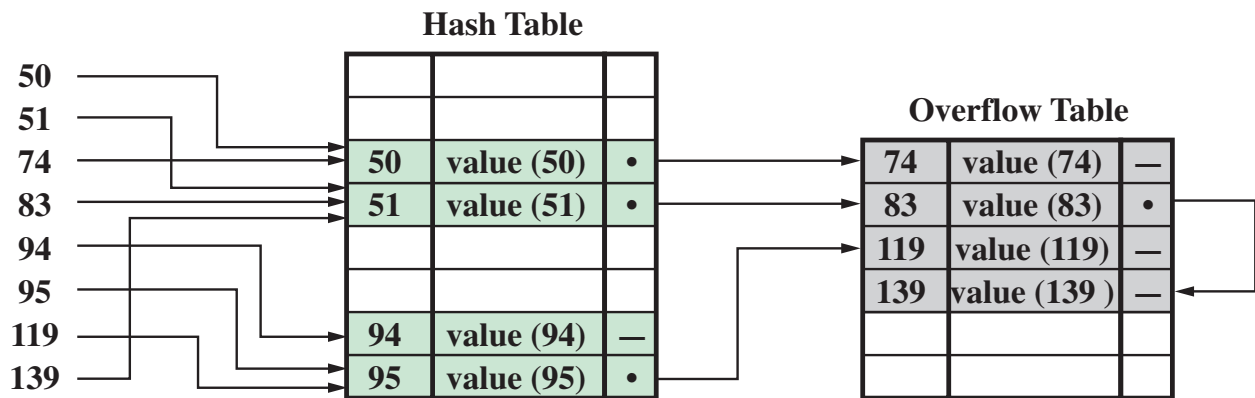 Hash Table
Overflow Table
50
51
74
83
94
95
119
139
50 value (50) •
51 value (51) •
94 value (94) —
95 value (95) •
74 value (74) —
83 value (83) •
119 value (119) —
139 value (139 ) —